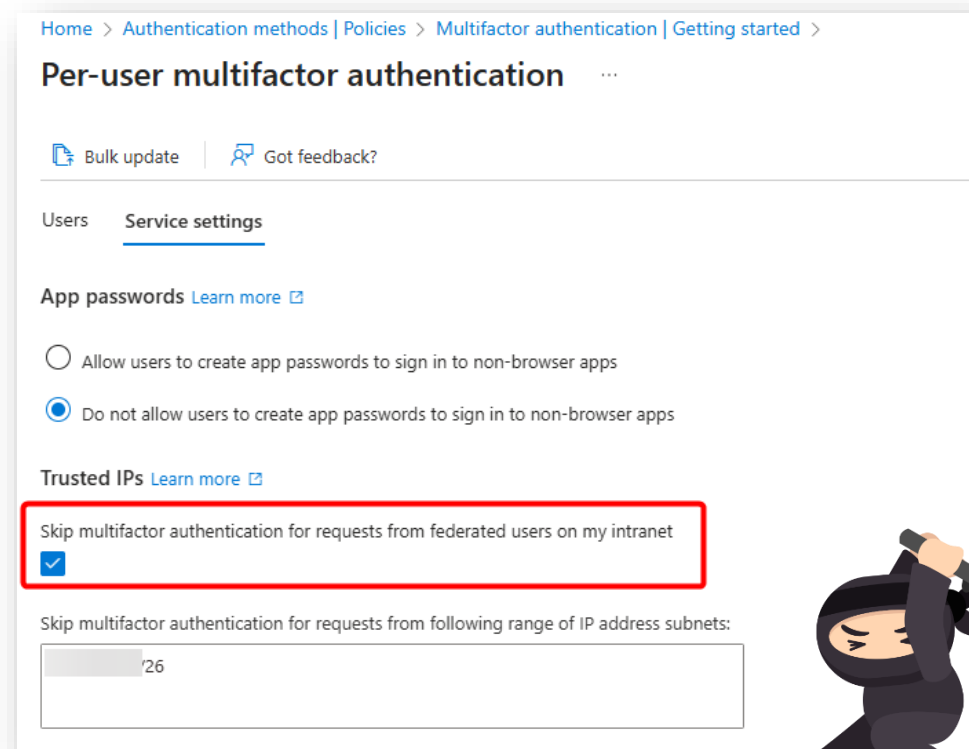 Home > Authentication methods | Policies > Multifactor authentication | Getting started >
Per-user multifactor authentication ...
Bulk update | Got feedback?
Users Service settings
App passwords Learn more
Allow users to create app passwords to sign in to non-browser apps
Do not allow users to create app passwords to sign in to non-browser apps
Trusted IPs Learn more
Skip multifactor authentication for requests from federated users on my intranet
Skip multifactor authentication for requests from following range of IP address subnets:
/26